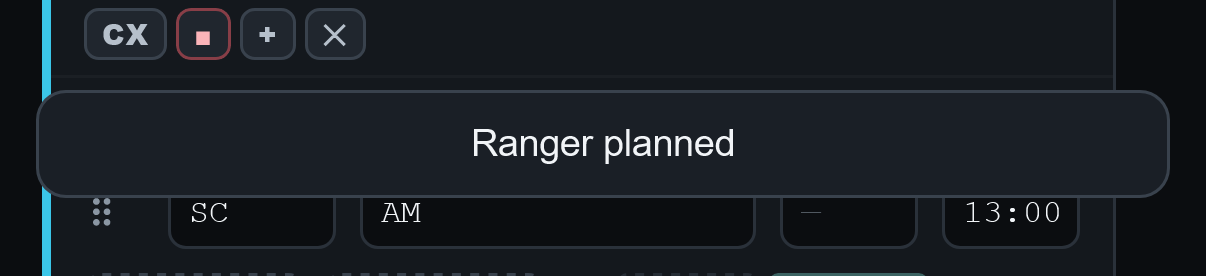 CX + ×
Ranger planned
SC AM — 13:00